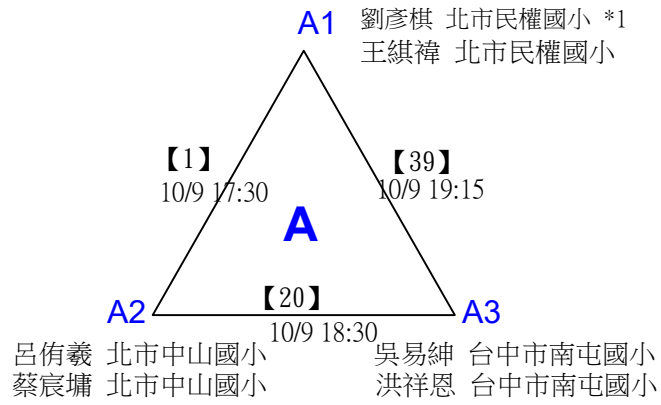 A1 劉彥棋 北市民權國小 *1
王綨褘 北市民權國小
【1】
10/9 17:30
【39】
10/9 19:15
A
【20】
10/9 18:30
A2
A3
呂侑羲 北市中山國小
蔡宸墉 北市中山國小
吳易紳 台中市南屯國小
洪祥恩 台中市南屯國小